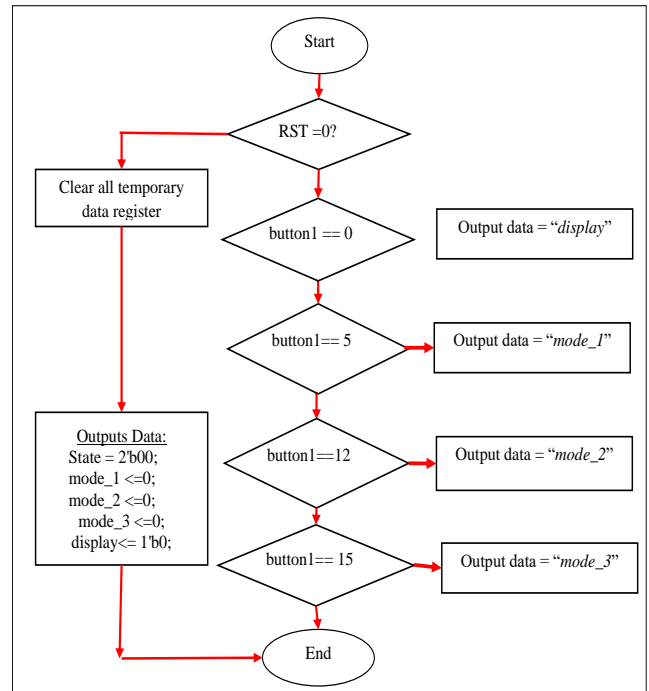 Start
RST =0?
Clear all temporary
data register
button1 == 0
Output data = “display”
button1== 5
Output data = “mode_1”
Outputs Data:
State = 2'b00;
mode_1 <=0;
mode_2 <=0;
mode_3 <=0;
display<= 1'b0;
button1==12
Output data = “mode_2”
button1== 15
Output data = “mode_3”
End